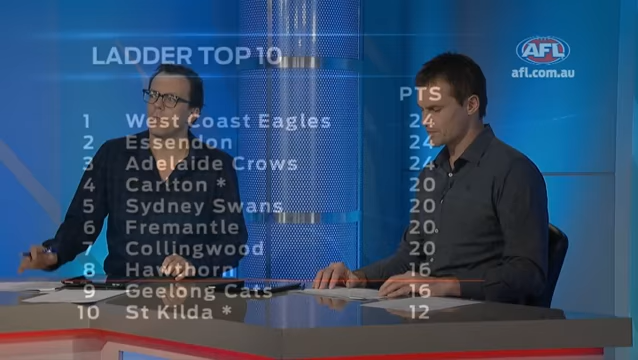 LADDER TOP 10
AFL
afl.com.au
PTS
1 West Coast Eagles 24
2 Essendon 24
3 Adelaide Crows 24
4 Carlton * 20
5 Sydney Swans 20
6 Fremantle 20
7 Collingwood 20
8 Hawthorn 16
9 Geelong Cats 16
10 St Kilda * 12